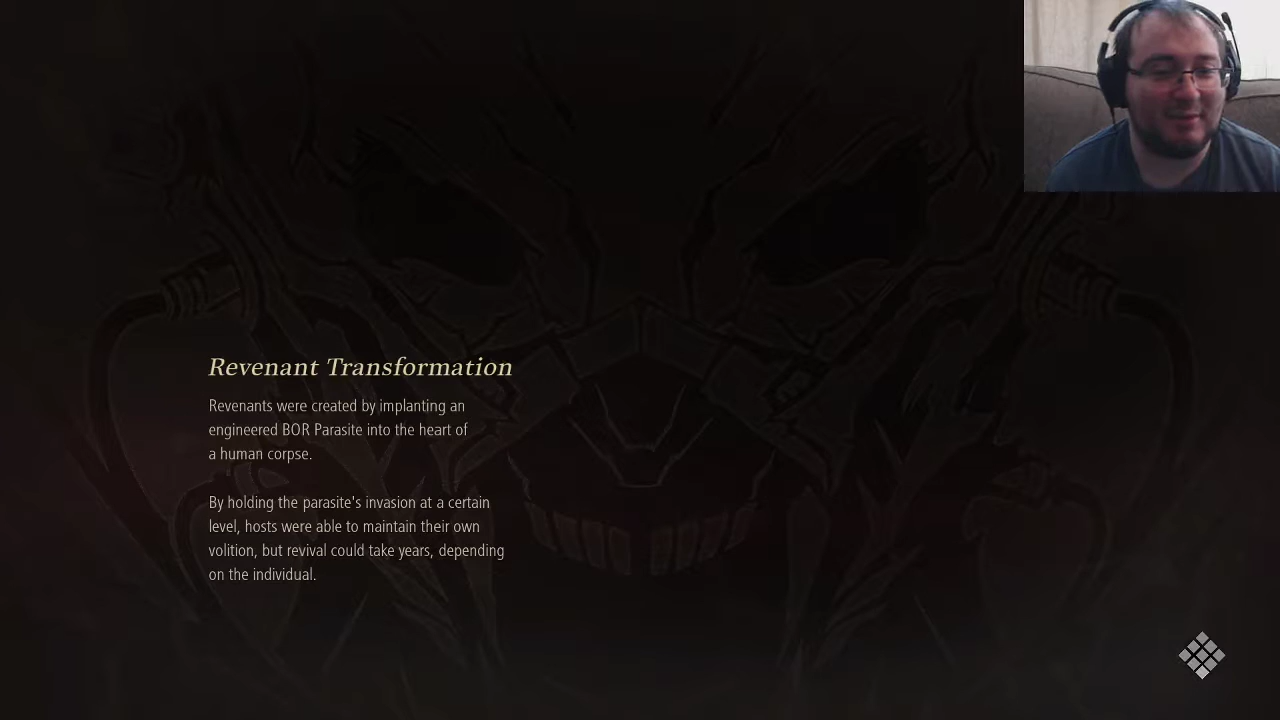 Revenant Transformation
Revenants were created by implanting an
engineered BOR Parasite into the heart of
a human corpse.
By holding the parasite's invasion at a certain
level, hosts were able to maintain their own
volition, but revival could take years, depending
on the individual.